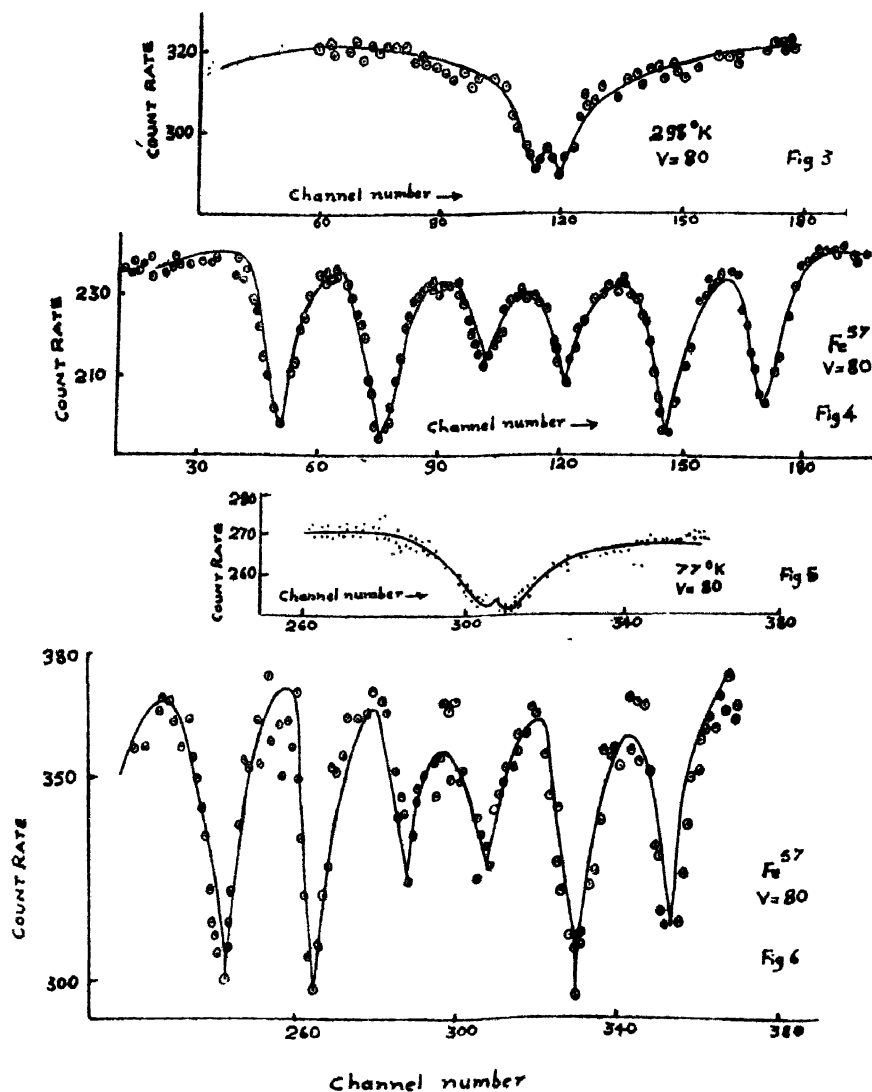 COUNT RATE
320
300
298°K
V=80
Fig 3
Channel number →
60
90
120
150
180
COUNT RATE
230
210
Fe57
V=80
Fig 4
Channel number →
30
60
90
120
150
180
COUNT RATE
280
270
260
77°K
V=80
Fig 5
Channel number →
260
300
340
380
COUNT RATE
380
350
300
Fe57
V=80
Fig 6
260
300
340
380
Channel number